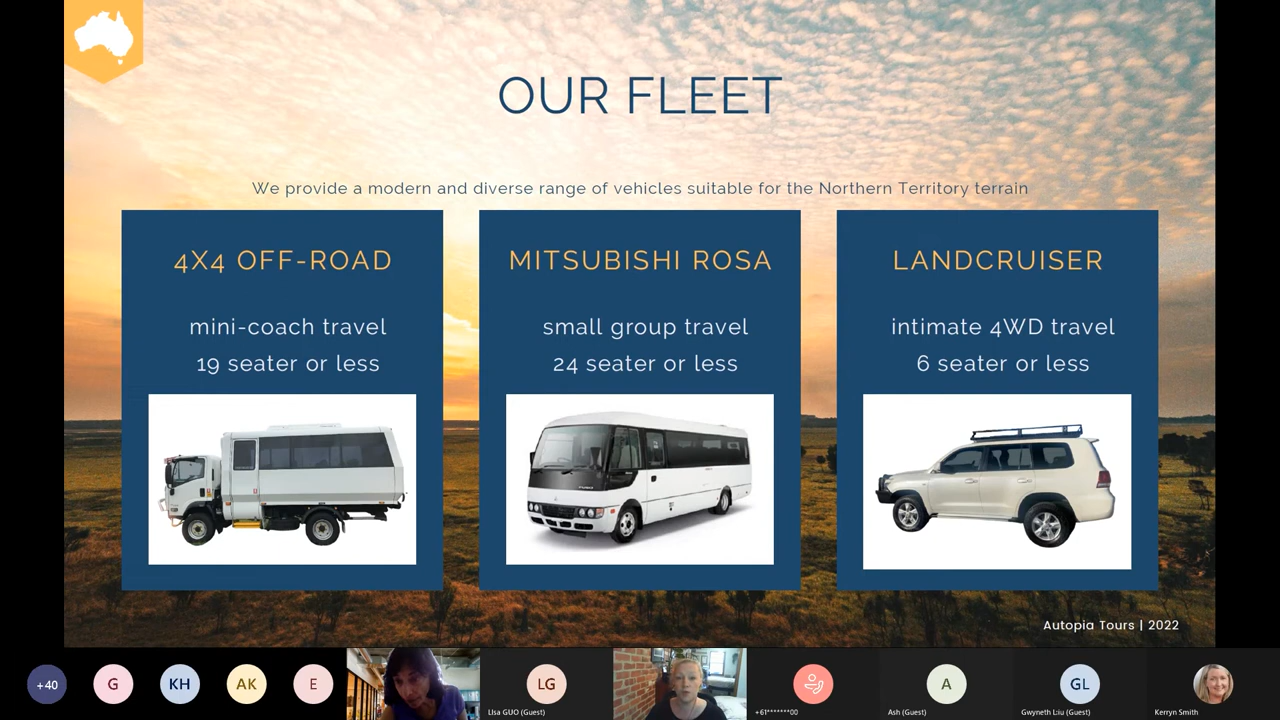 OUR FLEET
We provide a modern and diverse range of vehicles suitable for the Northern Territory terrain
4X4 OFF-ROAD
mini-coach travel
19 seater or less
MITSUBISHI ROSA
small group travel
24 seater or less
LANDCRUISER
intimate 4WD travel
6 seater or less
Autopia Tours | 2022
+40
G
KH
AK
E
LG
LIsa GUO (Guest)
+61*******00
A
Ash (Guest)
GL
Gwyneth L:iu (Guest)
Kerryn Smith